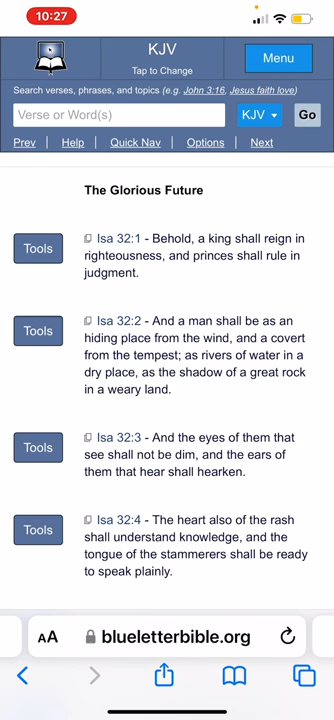 10:27
KJV
Tap to Change
Menu
Search verses, phrases, and topics (e.g. John 3:16, Jesus faith love)
Verse or Word(s)
KJV
Go
Prev | Help | Quick Nav | Options | Next
The Glorious Future
Tools
Isa 32:1 - Behold, a king shall reign in
righteousness, and princes shall rule in
judgment.
Tools
Isa 32:2 - And a man shall be as an
hiding place from the wind, and a covert
from the tempest; as rivers of water in a
dry place, as the shadow of a great rock
in a weary land.
Tools
Isa 32:3 - And the eyes of them that
see shall not be dim, and the ears of
them that hear shall hearken.
Tools
Isa 32:4 - The heart also of the rash
shall understand knowledge, and the
tongue of the stammerers shall be ready
to speak plainly.
AA
blueletterbible.org